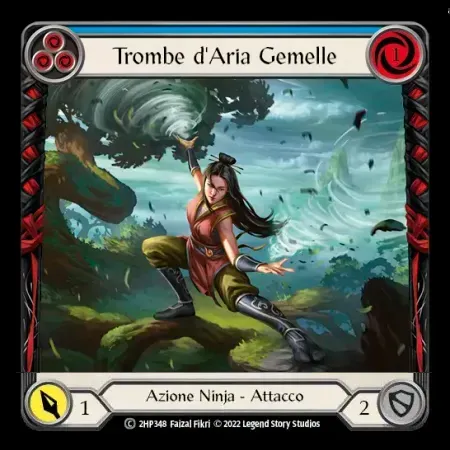 Trombe d'Aria Gemelle
1
Azione Ninja - Attacco
1
2
© 2HP348 Faizal Fikri © 2022 Legend Story Studios